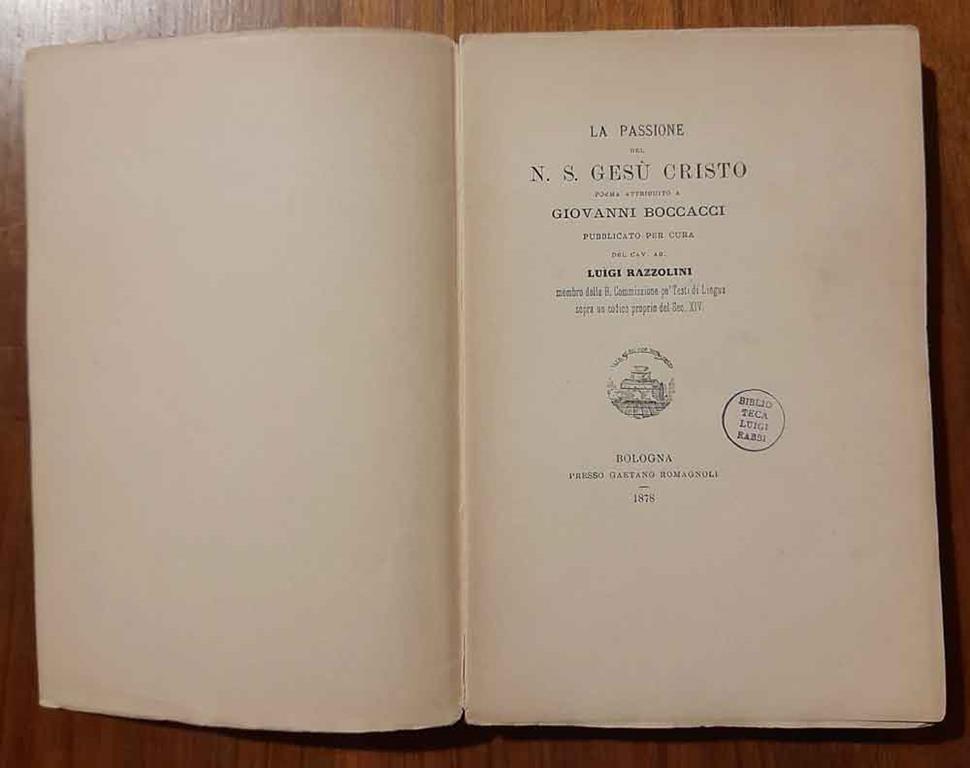 LA PASSIONE
DEL
N. S. GESÙ CRISTO
POEMA ATTRIBUITO A
GIOVANNI BOCCACCI
PUBBLICATO PER CURA
DEL CAV. AB.
LUIGI RAZZOLINI
membro della R. Commissione pe' Testi di Lingua
sopra un codice proprio del Sec. XIV.
BIBLIO
TECA
LUIGI
BOLOGNA
PRESSO GAETANO ROMAGNOLI
1878